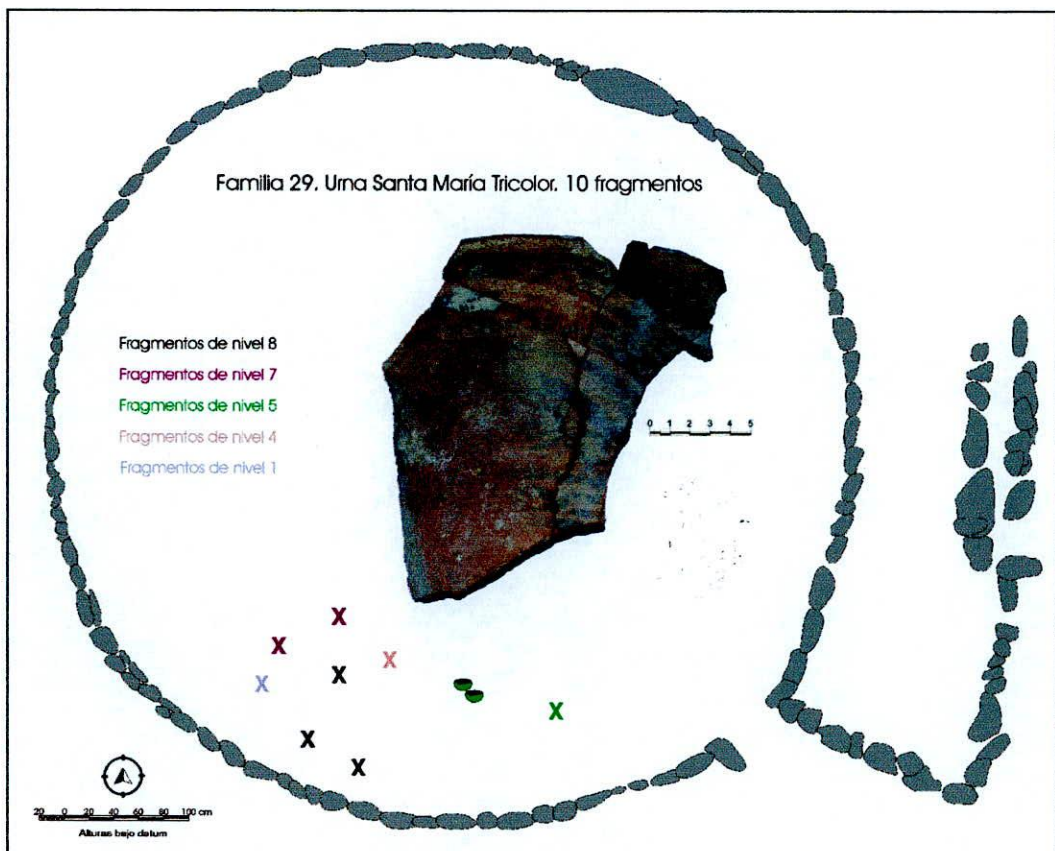 Familia 29. Urna Santa María Tricolor. 10 fragmentos
Fragmentos de nivel 8
Fragmentos de nivel 7
Fragmentos de nivel 5
Fragmentos de nivel 4
Fragmentos de nivel 1
0 1 2 3 4 5
X
X
X
X
X
X
X
X
20 0 20 40 60 80 100 cm
Alturas bajo datum